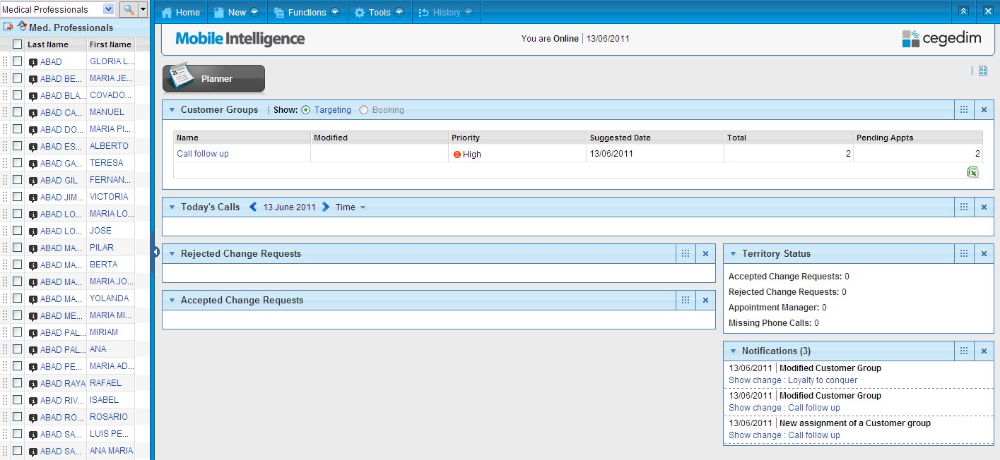 Medical Professionals
Med. Professionals
Last Name First Name
ABAD GLORIA L...
ABAD BE... MARIA JE...
ABAD BLA... COVADO...
ABAD CA... MANUEL
ABAD DO... MARIA PI...
ABAD ES... ALBERTO
ABAD GA... TERESA
ABAD GIL FERNAN...
ABAD JIM... VICTORIA
ABAD LO... MARIA LO...
ABAD LO... JOSE
ABAD MA... PILAR
ABAD MA... BERTA
ABAD MA... MARIA JO...
ABAD MA... YOLANDA
ABAD ME... MARIA MI...
ABAD PAL... MIRIAM
ABAD PAL... ANA
ABAD PE... MARIA AD...
ABAD RAYA RAFAEL
ABAD RIV... ISABEL
ABAD RO... ROSARIO
ABAD SA... LUIS PE...
ABAD SA... ANA MARIA
Home New Functions Tools History
Mobile Intelligence You are Online 13/06/2011 cegedim
31 Planner
Customer Groups Show: Targeting Booking
Name Modified Priority Suggested Date Total Pending Appts
Call follow up High 13/06/2011 2 2
Today's Calls 13 June 2011 Time
Rejected Change Requests
Accepted Change Requests
Territory Status
Accepted Change Requests: 0
Rejected Change Requests: 0
Appointment Manager: 0
Missing Phone Calls: 0
Notifications (3)
13/06/2011 Modified Customer Group
Show change : Loyalty to conquer
13/06/2011 Modified Customer Group
Show change : Call follow up
13/06/2011 New assignment of a Customer group
Show change : Call follow up